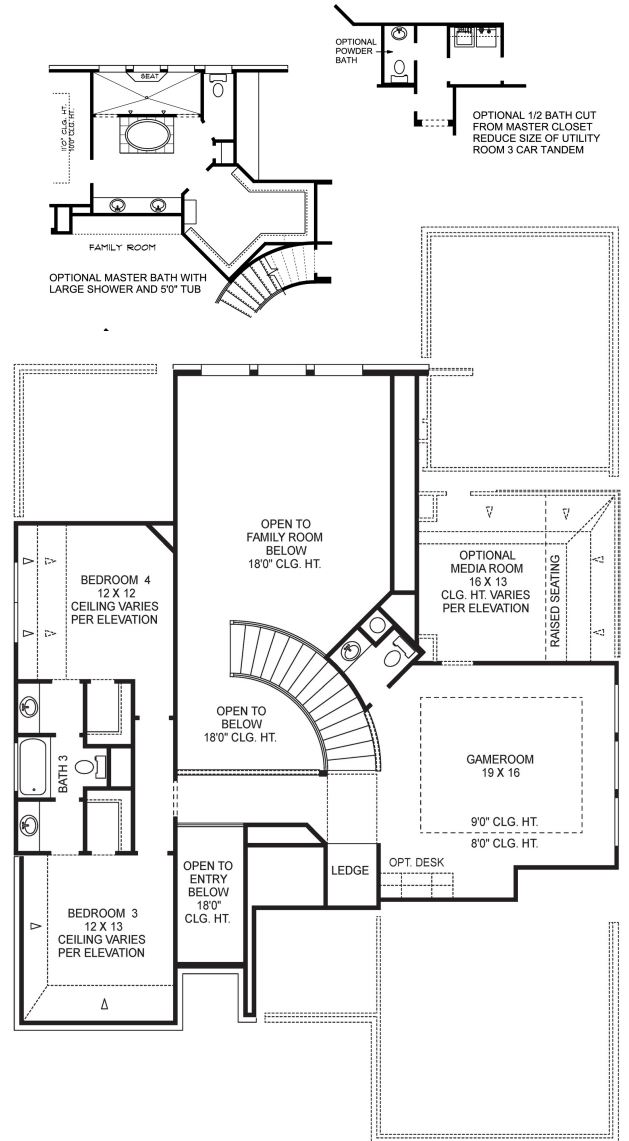 OPTIONAL
POWDER
BATH
OPTIONAL 1/2 BATH CUT
FROM MASTER CLOSET
REDUCE SIZE OF UTILITY
ROOM 3 CAR TANDEM
SEAT
11'0" CLG. HT.
10'0" CLG. HT.
FAMILY ROOM
OPTIONAL MASTER BATH WITH
LARGE SHOWER AND 5'0" TUB
OPEN TO
FAMILY ROOM
BELOW
18'0" CLG. HT.
OPTIONAL
MEDIA ROOM
16 X 13
CLG. HT. VARIES
PER ELEVATION
RAISED SEATING
BEDROOM 4
12 X 12
CEILING VARIES
PER ELEVATION
OPEN TO
BELOW
18'0" CLG. HT.
BATH 3
GAMEROOM
19 X 16
9'0" CLG. HT.
8'0" CLG. HT.
OPEN TO
ENTRY
BELOW
18'0"
CLG. HT.
LEDGE
OPT. DESK
BEDROOM 3
12 X 13
CEILING VARIES
PER ELEVATION